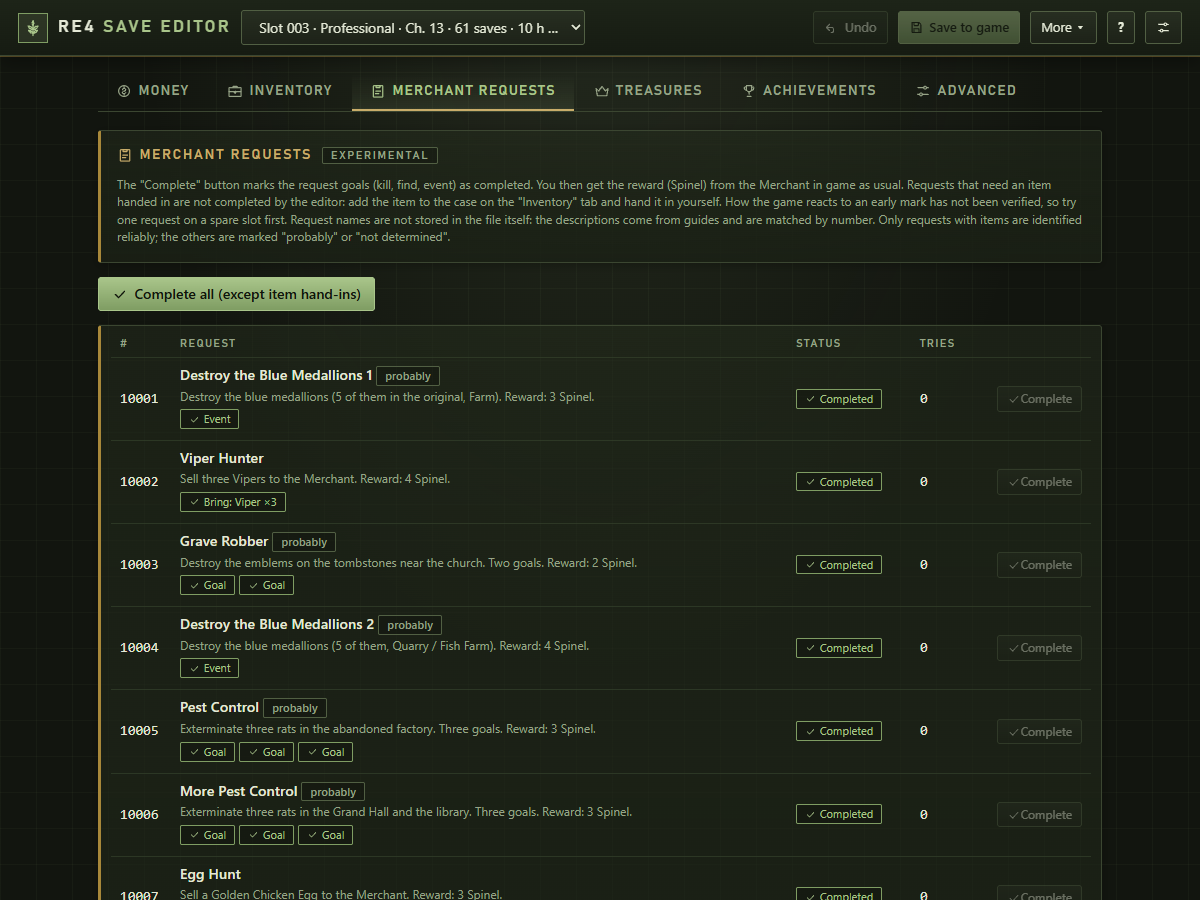 RE4 SAVE EDITOR
Slot 003 · Professional · Ch. 13 · 61 saves · 10 h ...
Undo
Save to game
More
?
MONEY
INVENTORY
MERCHANT REQUESTS
TREASURES
ACHIEVEMENTS
ADVANCED
MERCHANT REQUESTS EXPERIMENTAL
The "Complete" button marks the request goals (kill, find, event) as completed. You then get the reward (Spinel) from the Merchant in game as usual. Requests that need an item
handed in are not completed by the editor: add the item to the case on the "Inventory" tab and hand it in yourself. How the game reacts to an early mark has not been verified, so try
one request on a spare slot first. Request names are not stored in the file itself: the descriptions come from guides and are matched by number. Only requests with items are identified
reliably; the others are marked "probably" or "not determined".
Complete all (except item hand-ins)
# REQUEST STATUS TRIES
Destroy the Blue Medallions 1 probably
10001 Destroy the blue medallions (5 of them in the original, Farm). Reward: 3 Spinel. Completed 0 Complete
Event
Viper Hunter
10002 Sell three Vipers to the Merchant. Reward: 4 Spinel. Completed 0 Complete
Bring: Viper ×3
Grave Robber probably
10003 Destroy the emblems on the tombstones near the church. Two goals. Reward: 2 Spinel. Completed 0 Complete
Goal Goal
Destroy the Blue Medallions 2 probably
10004 Destroy the blue medallions (5 of them, Quarry / Fish Farm). Reward: 4 Spinel. Completed 0 Complete
Event
Pest Control probably
10005 Exterminate three rats in the abandoned factory. Three goals. Reward: 3 Spinel. Completed 0 Complete
Goal Goal Goal
More Pest Control probably
10006 Exterminate three rats in the Grand Hall and the library. Three goals. Reward: 3 Spinel. Completed 0 Complete
Goal Goal Goal
Egg Hunt
10007 Sell a Golden Chicken Egg to the Merchant. Reward: 3 Spinel. Completed 0 Complete